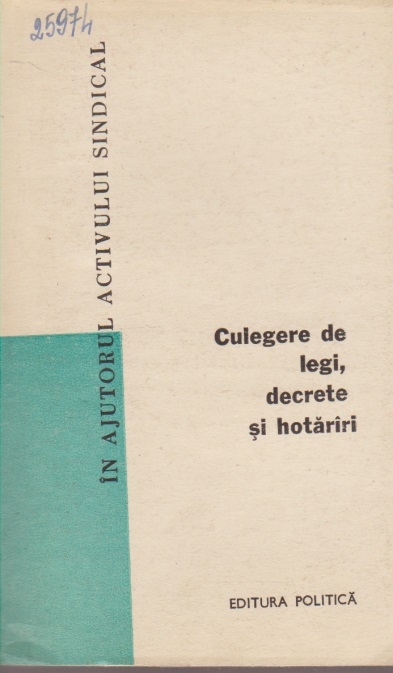 25974
ÎN AJUTORUL ACTIVULUI SINDICAL
Culegere de
legi,
decrete
și hotărîri
EDITURA POLITICĂ